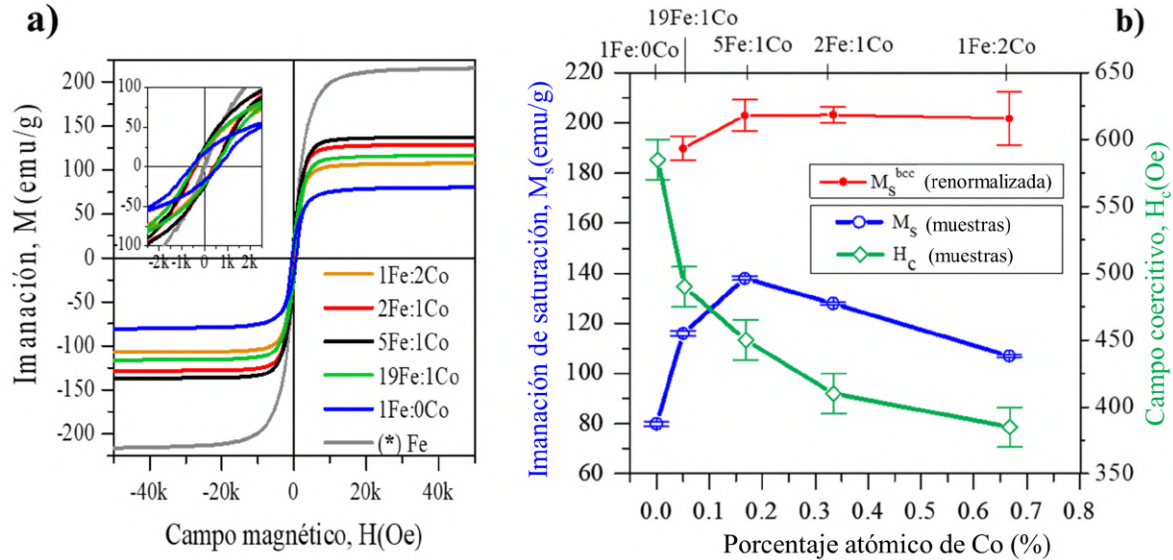 a)
Imanación, M (emu/g)
200
150
100
50
0
-50
-100
-150
-200
100
50
0
-50
-100
-2k -1k 0 1k 2k
1Fe:2Co
2Fe:1Co
5Fe:1Co
19Fe:1Co
1Fe:0Co
(*) Fe
-40k -20k 0 20k 40k
Campo magnético, H(Oe)
b)
19Fe:1Co
1Fe:0Co 5Fe:1Co 2Fe:1Co 1Fe:2Co
Imanación de saturación, Ms(emu/g)
220
200
180
160
140
120
100
80
60
Ms^bcc (renormalizada)
Ms (muestras)
Hc (muestras)
650
600
550
500
450
400
350
Campo coercitivo, Hc(Oe)
0.0 0.1 0.2 0.3 0.4 0.5 0.6 0.7 0.8
Porcentaje atómico de Co (%)